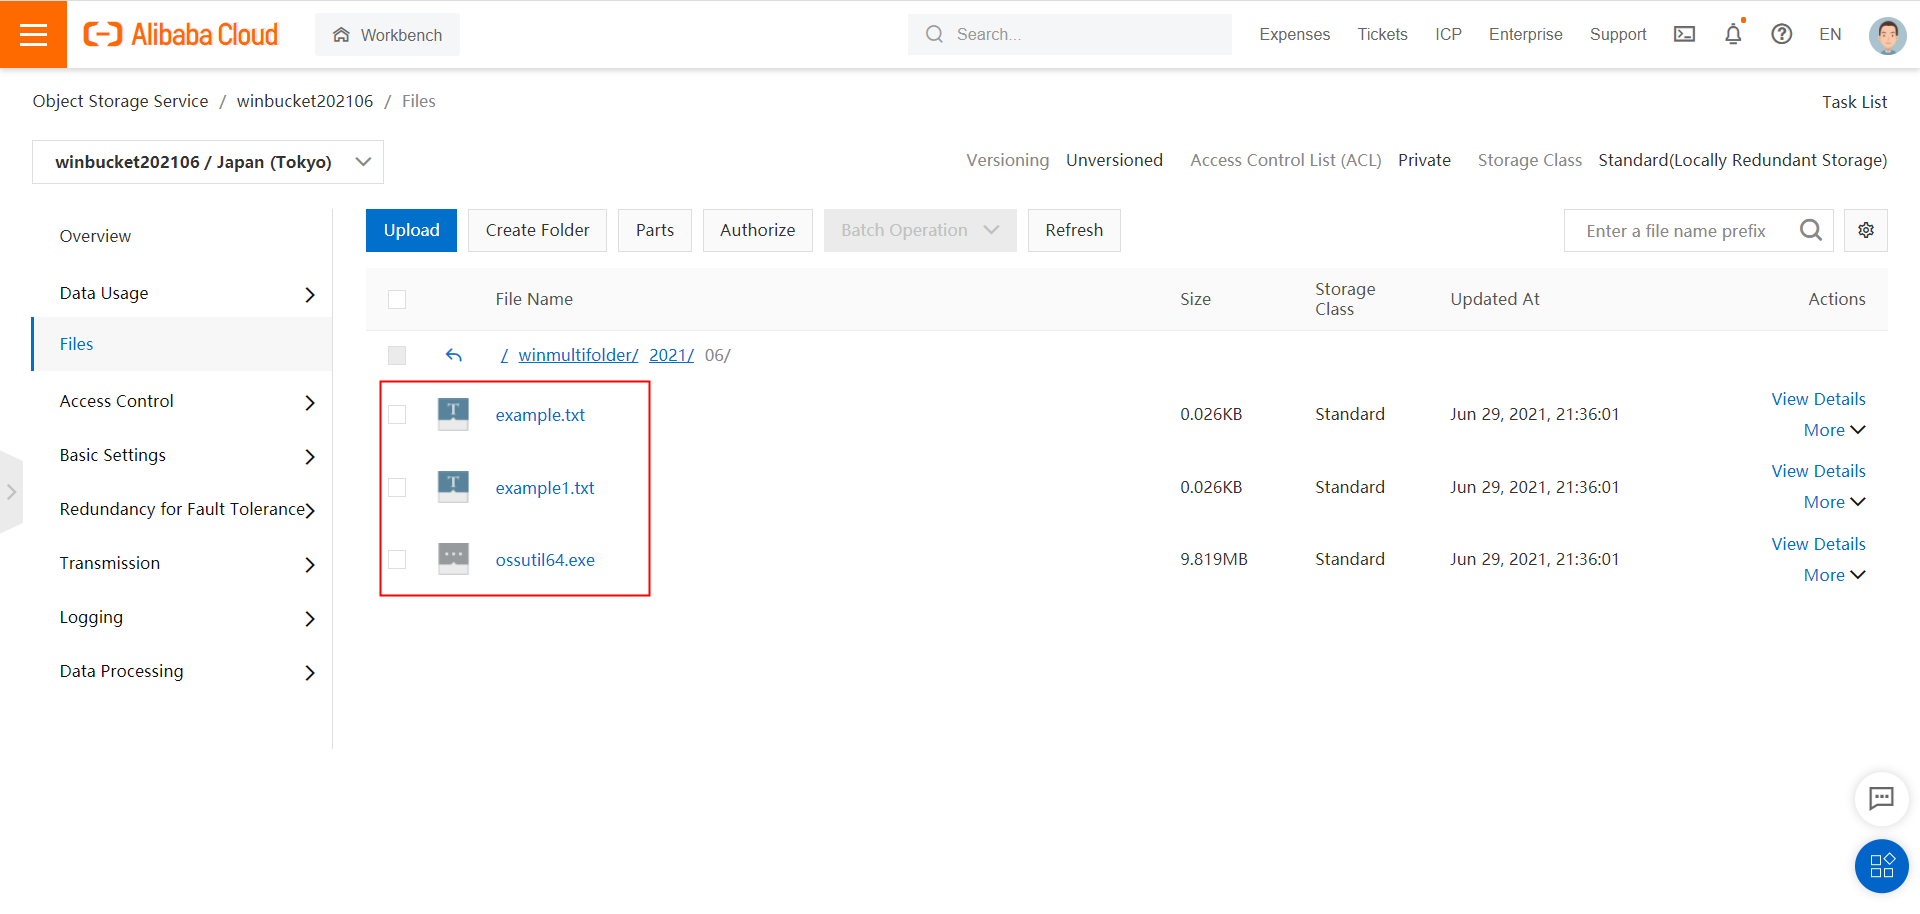 Alibaba Cloud
Workbench
Search...
Expenses Tickets ICP Enterprise Support EN
Object Storage Service / winbucket202106 / Files
Task List
winbucket202106 / Japan (Tokyo)
Versioning Unversioned Access Control List (ACL) Private Storage Class Standard(Locally Redundant Storage)
Overview
Data Usage
Files
Access Control
Basic Settings
Redundancy for Fault Tolerance
Transmission
Logging
Data Processing
Upload Create Folder Parts Authorize Batch Operation Refresh
Enter a file name prefix
File Name Size Storage Class Updated At Actions
/ winmultifolder/ 2021/ 06/
example.txt 0.026KB Standard Jun 29, 2021, 21:36:01 View Details
More
example1.txt 0.026KB Standard Jun 29, 2021, 21:36:01 View Details
More
ossutil64.exe 9.819MB Standard Jun 29, 2021, 21:36:01 View Details
More